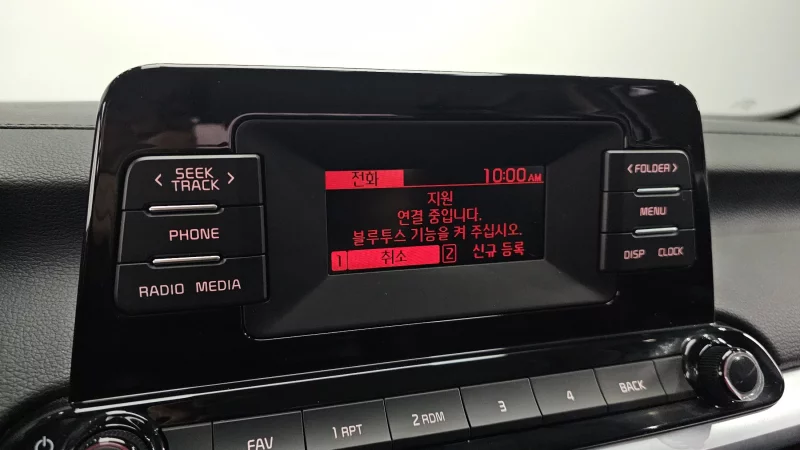 SEEK
TRACK
PHONE
RADIO MEDIA
전화 10:00 AM
지원
연결 중입니다.
블루투스 기능을 켜 주십시오.
1 취소 2 신규 등록
FOLDER
MENU
DISP CLOCK
FAV
1 RPT
2 RDM
3
4
BACK